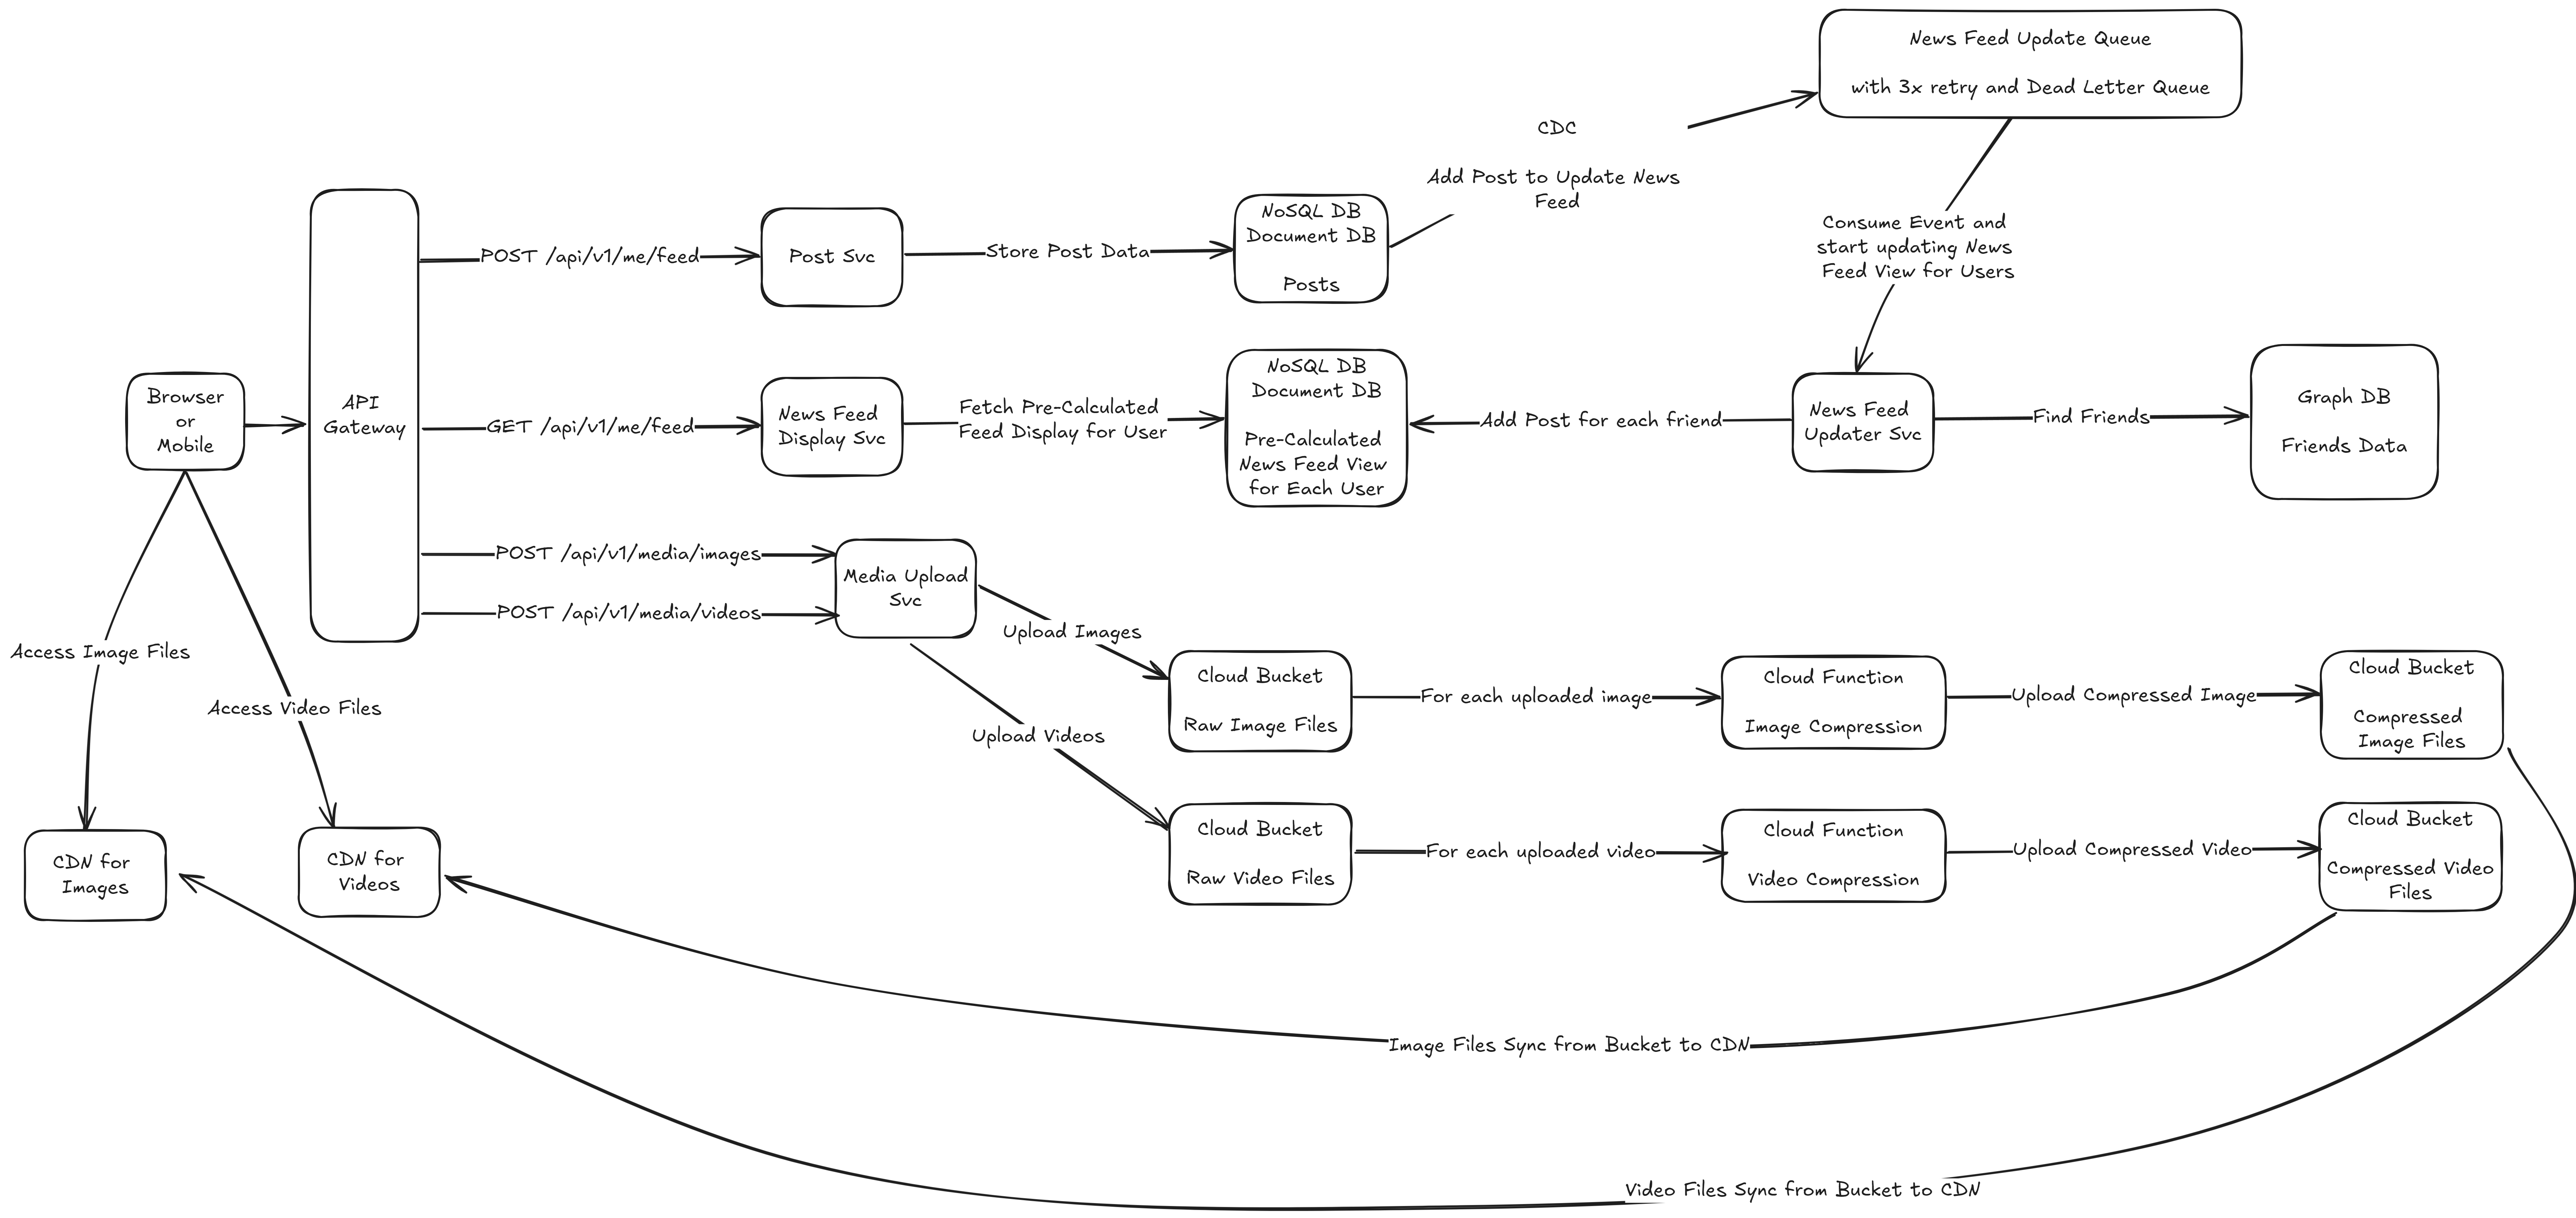 News Feed Update Queue
with 3x retry and Dead Letter Queue
CDC
Add Post to Update News
Feed
NoSQL DB
Document DB
Posts
POST /api/v1/me/feed
Post Svc
Store Post Data
Consume Event and
start updating News
Feed View for Users
Browser
or
Mobile
API
Gateway
GET /api/v1/me/feed
News Feed
Display Svc
Fetch Pre-Calculated
Feed Display for User
NoSQL DB
Document DB
Pre-Calculated
News Feed View
for Each User
Add Post for each friend
News Feed
Updater Svc
Find Friends
Graph DB
Friends Data
POST /api/v1/media/images
POST /api/v1/media/videos
Media Upload
Svc
Upload Images
Upload Videos
Access Image Files
Access Video Files
Cloud Bucket
Raw Image Files
For each uploaded image
Cloud Function
Image Compression
Upload Compressed Image
Cloud Bucket
Compressed
Image Files
CDN for
Images
CDN for
Videos
Cloud Bucket
Raw Video Files
For each uploaded video
Cloud Function
Video Compression
Upload Compressed Video
Cloud Bucket
Compressed Video
Files
Image Files Sync from Bucket to CDN
Video Files Sync from Bucket to CDN